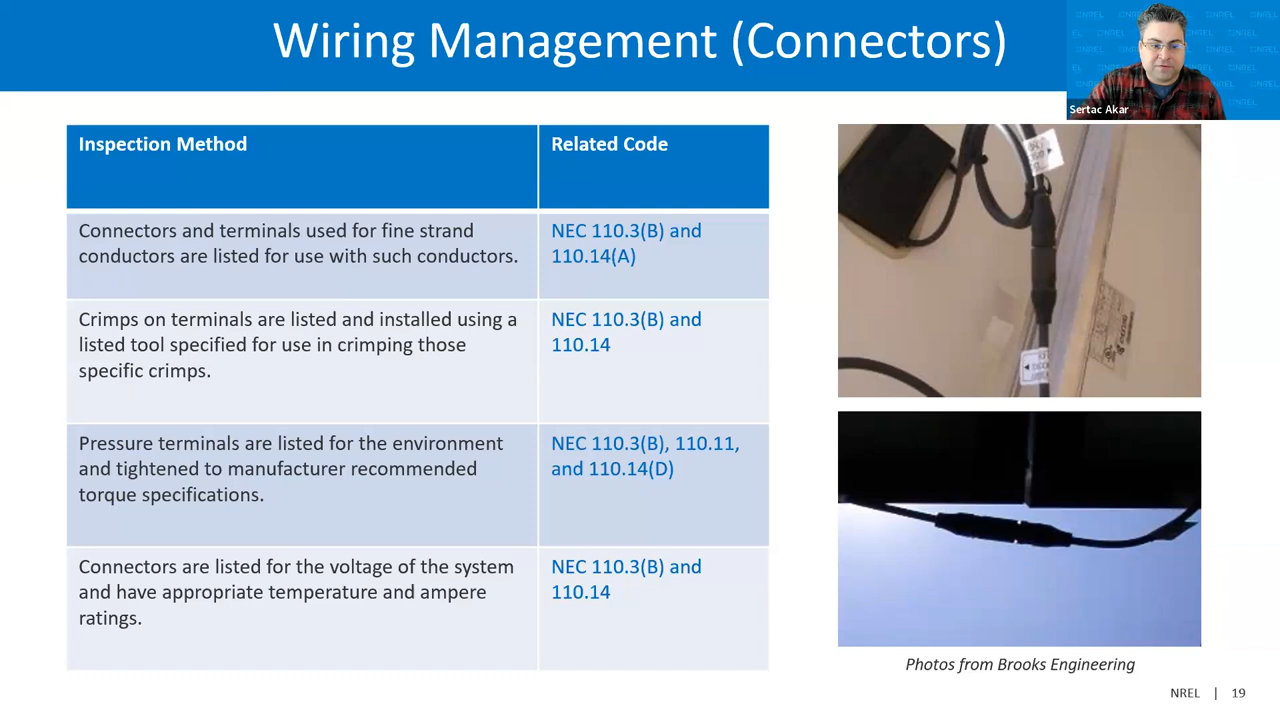 Wiring Management (Connectors)
NREL
Sertac Akar
Inspection Method
Related Code
Connectors and terminals used for fine strand
conductors are listed for use with such conductors.
NEC 110.3(B) and
110.14(A)
Crimps on terminals are listed and installed using a
listed tool specified for use in crimping those
specific crimps.
NEC 110.3(B) and
110.14
Pressure terminals are listed for the environment
and tightened to manufacturer recommended
torque specifications.
NEC 110.3(B), 110.11,
and 110.14(D)
Connectors are listed for the voltage of the system
and have appropriate temperature and ampere
ratings.
NEC 110.3(B) and
110.14
Photos from Brooks Engineering
NREL | 19